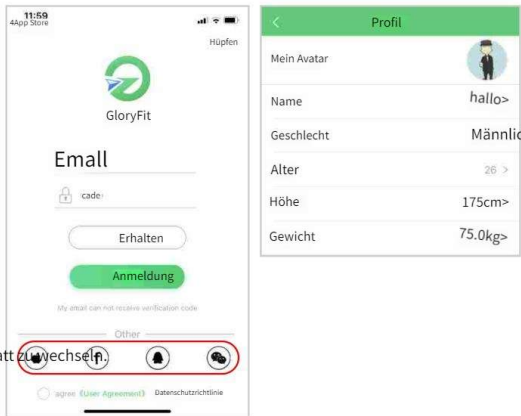 11:59
4App Store
Hüpfen
GloryFit
Emall
cade
Erhalten
Anmeldung
My email can not receive verification code
Other
att zu wechseln.
agree 《User Agreement》 Datenschutzrichtlinie
Profil
Mein Avatar
Name hallo>
Geschlecht Männlic
Alter 26 >
Höhe 175cm>
Gewicht 75.0kg>